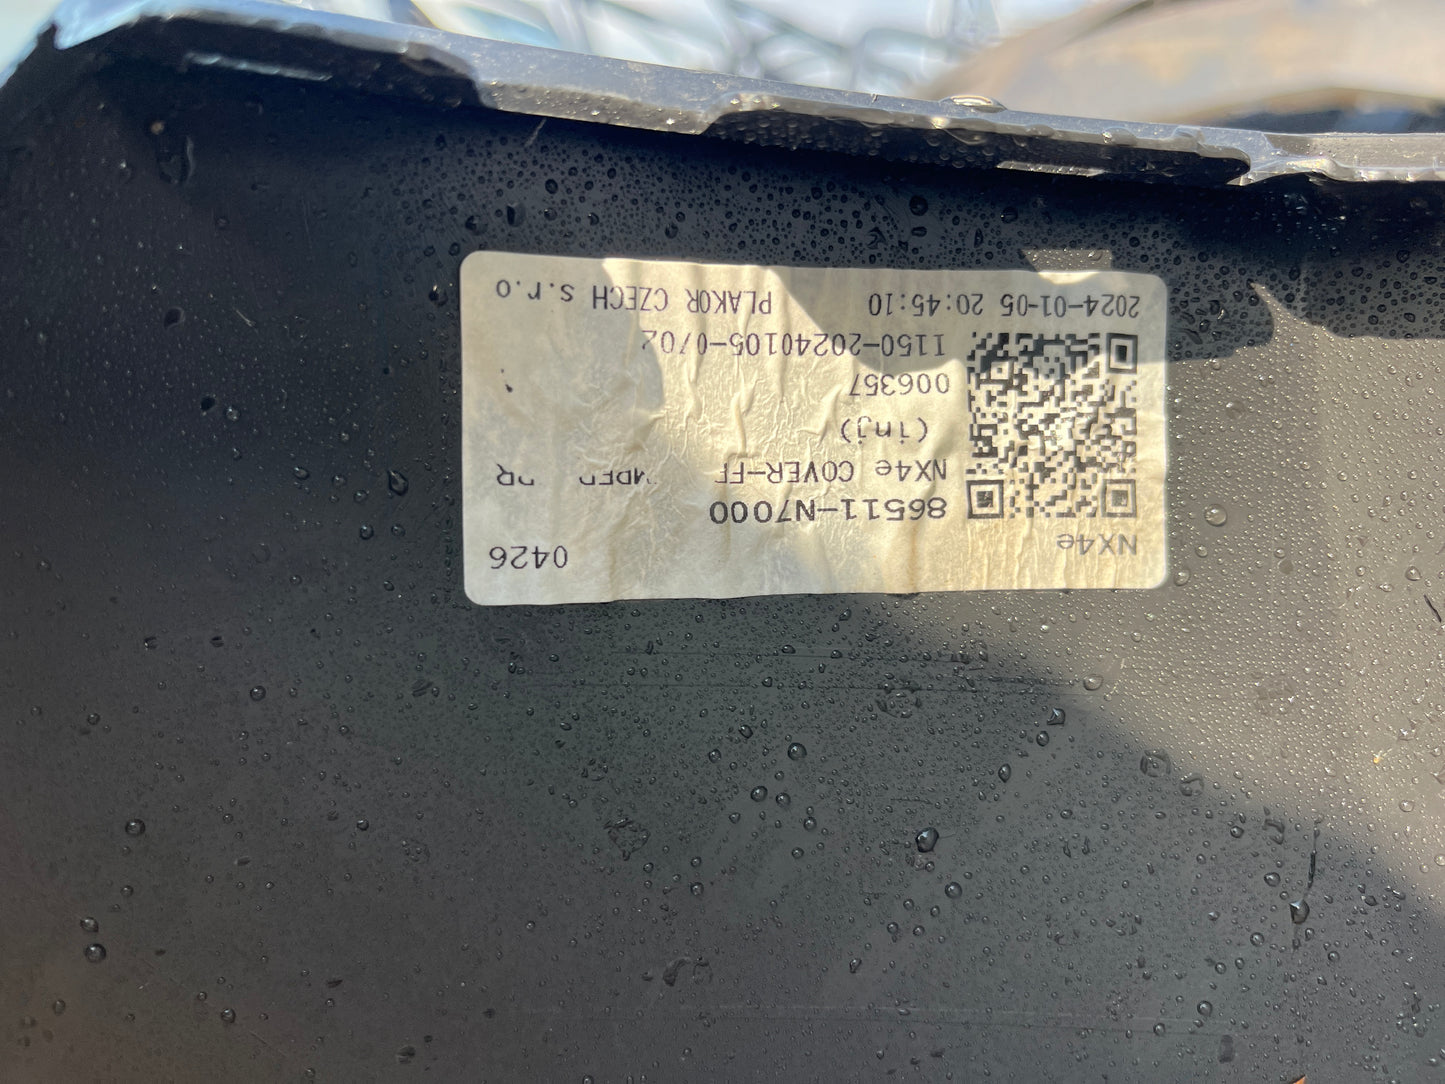 NX4e 0426
86511-N7000
NX4e COVER-FR
(inj)
006357
I150-20240105-0702
2024-01-05 20:45:10 PLAKOR CZECH s.r.o